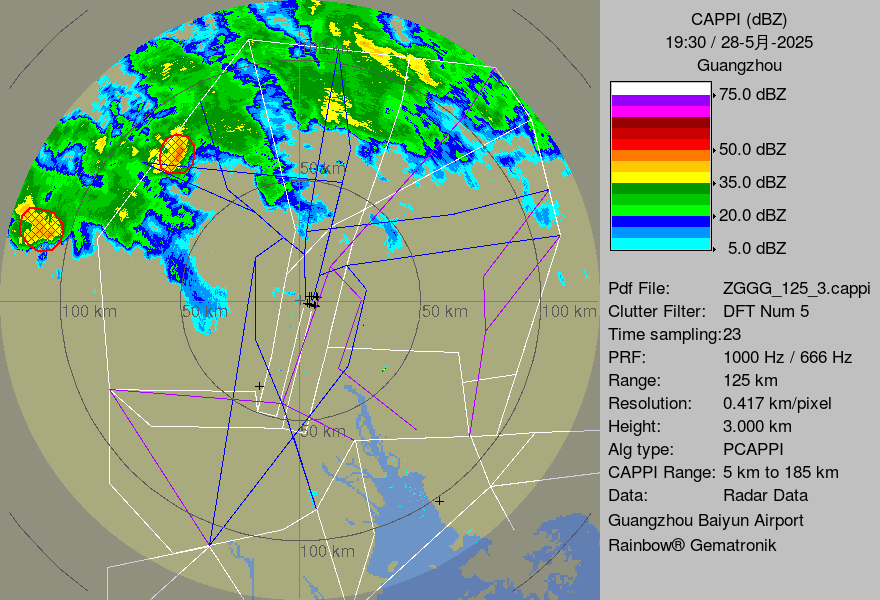 CAPPI (dBZ)
19:30 / 28-5月-2025
Guangzhou
75.0 dBZ
50.0 dBZ
35.0 dBZ
20.0 dBZ
5.0 dBZ
Pdf File: ZGGG_125_3.cappi
Clutter Filter: DFT Num 5
Time sampling:23
PRF: 1000 Hz / 666 Hz
Range: 125 km
Resolution: 0.417 km/pixel
Height: 3.000 km
Alg type: PCAPPI
CAPPI Range: 5 km to 185 km
Data: Radar Data
Guangzhou Baiyun Airport
Rainbow® Gematronik
50 km
100 km
50 km
50 km
100 km
50 km
100 km